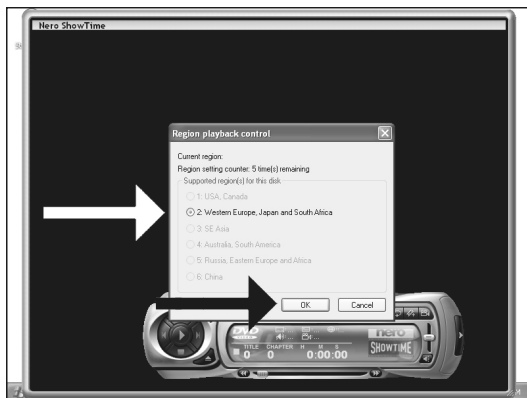 Nero ShowTime
Region playback control
Current region:
Region setting counter: 5 time(s) remaining
Supported region(s) for this disk
1: USA, Canada
2: Western Europe, Japan and South Africa
3: SE Asia
4: Australia, South America
5: Russia, Eastern Europe and Africa
6: China
OK Cancel
nero
TITLE CHAPTER H M S
0 0 0:00:00
SHOWTIME